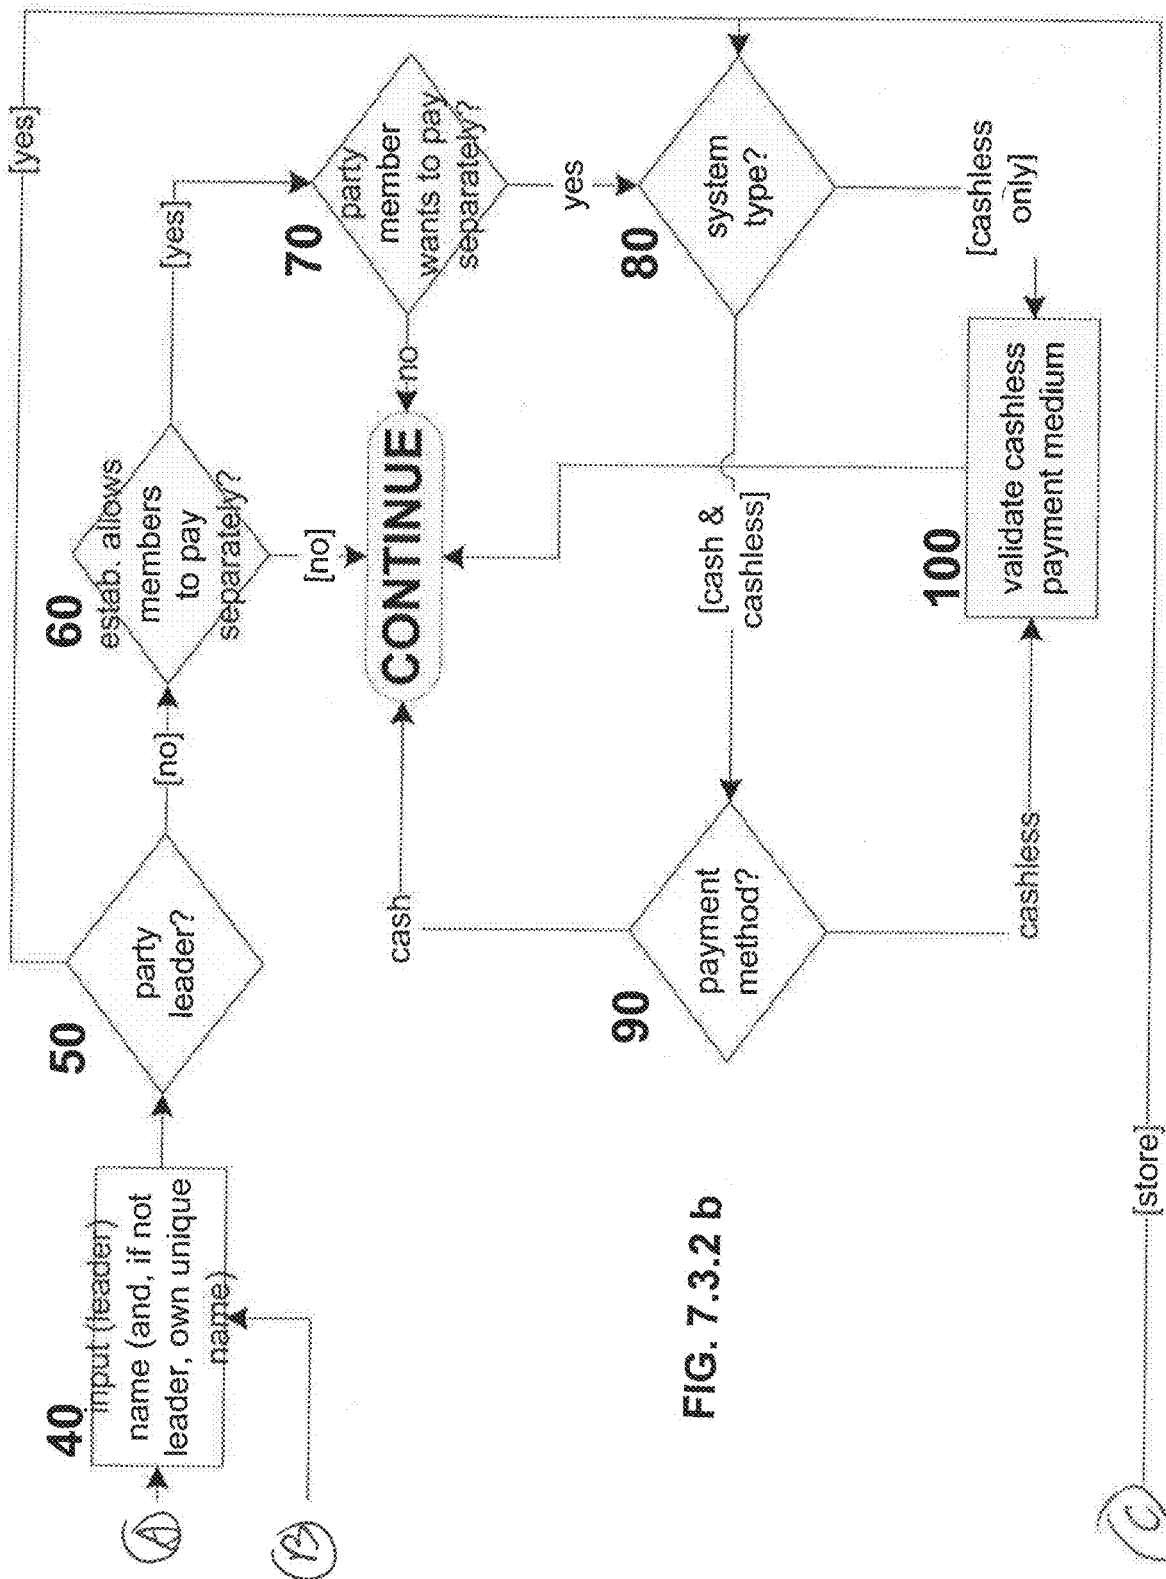 A
B
C
40
input (leader)
name (and, if not
leader, own unique
name)
50
party
leader?
[yes]
[no]
60
estab. allows
members
to pay
separately?
[yes]
[no]
70
party
member
wants to pay
separately?
no
yes
CONTINUE
80
system
type?
[cash &
cashless]
[cashless
only]
90
payment
method?
cash
cashless
100
validate cashless
payment medium
[store]
FIG. 7.3.2 b